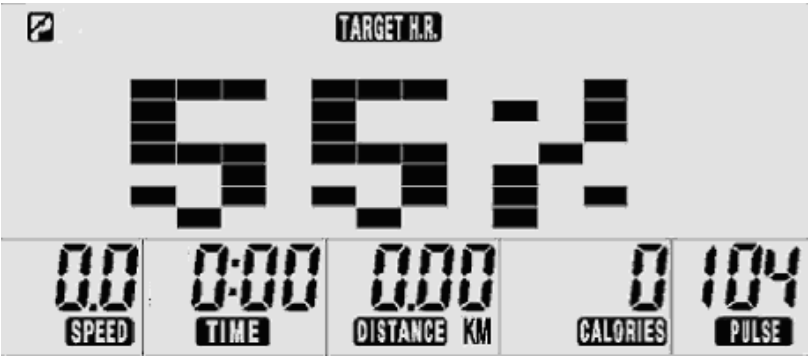 TARGET H.R.
55%
0.0 0:00 0.00 0 104
SPEED TIME DISTANCE KM CALORIES PULSE